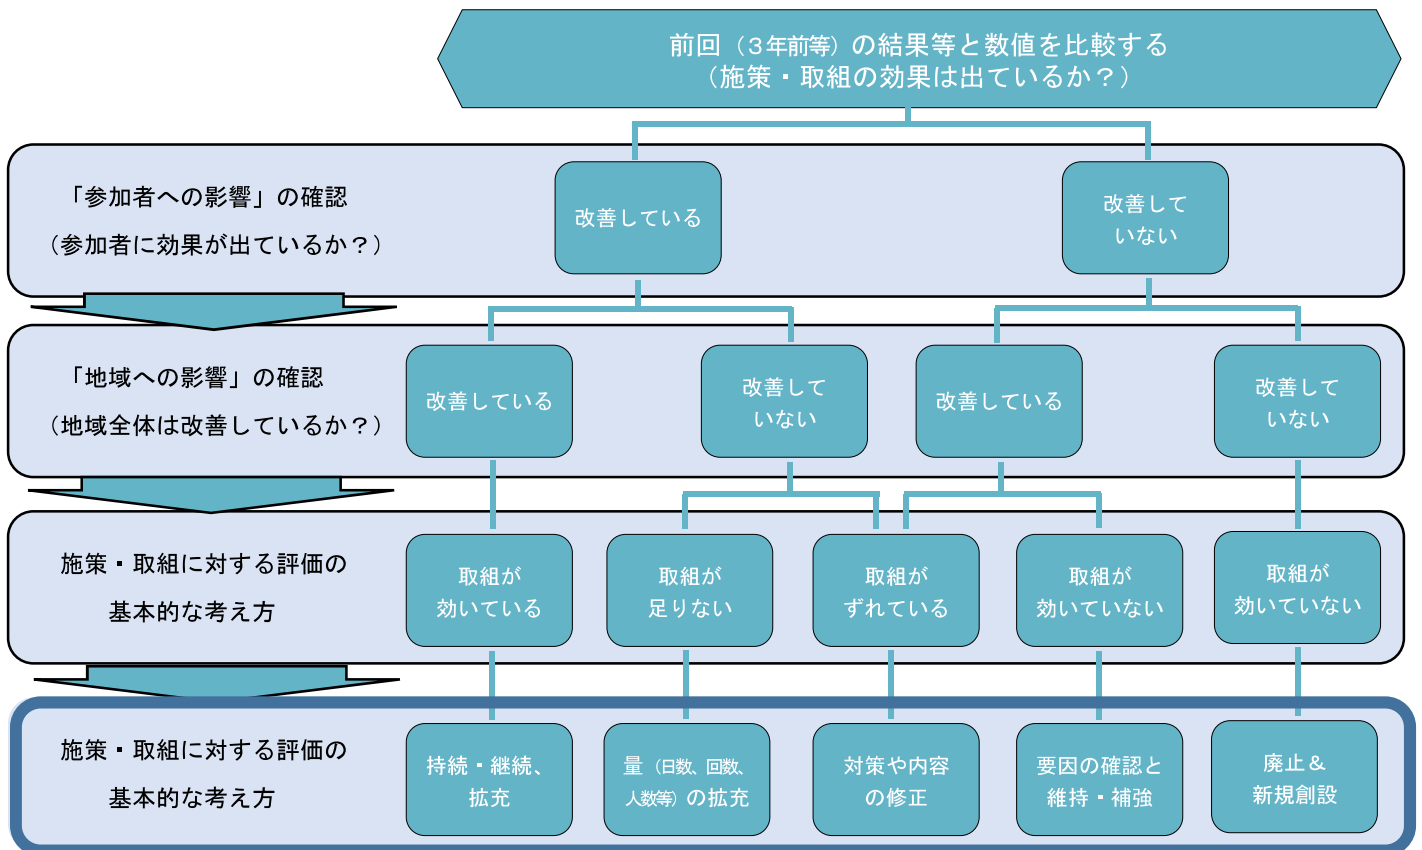 前回（３年前等）の結果等と数値を比較する
（施策・取組の効果は出ているか？）
「参加者への影響」の確認
（参加者に効果が出ているか？）
改善している
改善して
いない
「地域への影響」の確認
（地域全体は改善しているか？）
改善している
改善して
いない
改善している
改善して
いない
施策・取組に対する評価の
基本的な考え方
取組が
効いている
取組が
足りない
取組が
ずれている
取組が
効いていない
取組が
効いていない
施策・取組に対する評価の
基本的な考え方
持続・継続、
拡充
量（日数、回数、
人数等）の拡充
対策や内容
の修正
要因の確認と
維持・補強
廃止＆
新規創設